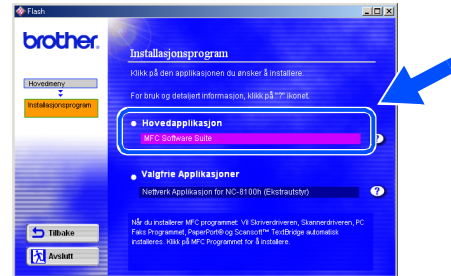 Flash
brother.
Installasjonsprogram
Klikk på den applikasjonen du ønsker å installere.
For bruk og detaljert informasjon, klikk på "?" ikonet.
Hovedmeny
Installasjonsprogram
Hovedapplikasjon
MFC Software Suite
?
Valgfrie Applikasjoner
Nettverk Applikasjon for NC-8100h (Ekstrautstyr)
?
Når du installerer MFC programmet: Vil Skriverdriveren, Skannerdriveren, PC
Faks Programmet, PaperPort® og Scansoft™ TextBridge automatisk
installeres. Klikk på MFC Programmet for å installere.
Tilbake
Avslutt